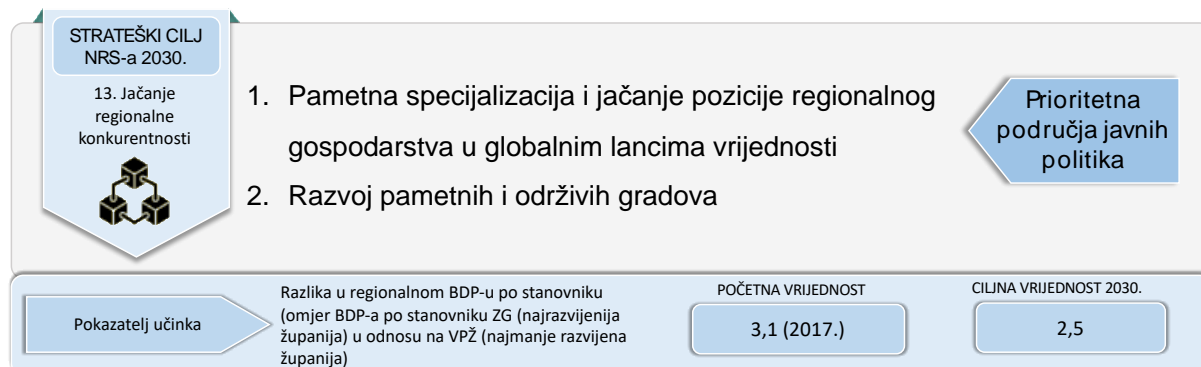 STRATEŠKI CILJ
NRS-a 2030.
13. Jačanje
regionalne
konkurentnosti
1. Pametna specijalizacija i jačanje pozicije regionalnog
gospodarstva u globalnim lancima vrijednosti
2. Razvoj pametnih i održivih gradova
Prioritetna
područja javnih
politika
Pokazatelj učinka
Razlika u regionalnom BDP-u po stanovniku
(omjer BDP-a po stanovniku ZG (najrazvijenija
županija) u odnosu na VPŽ (najmanje razvijena
županija)
POČETNA VRIJEDNOST
3,1 (2017.)
CILJNA VRIJEDNOST 2030.
2,5